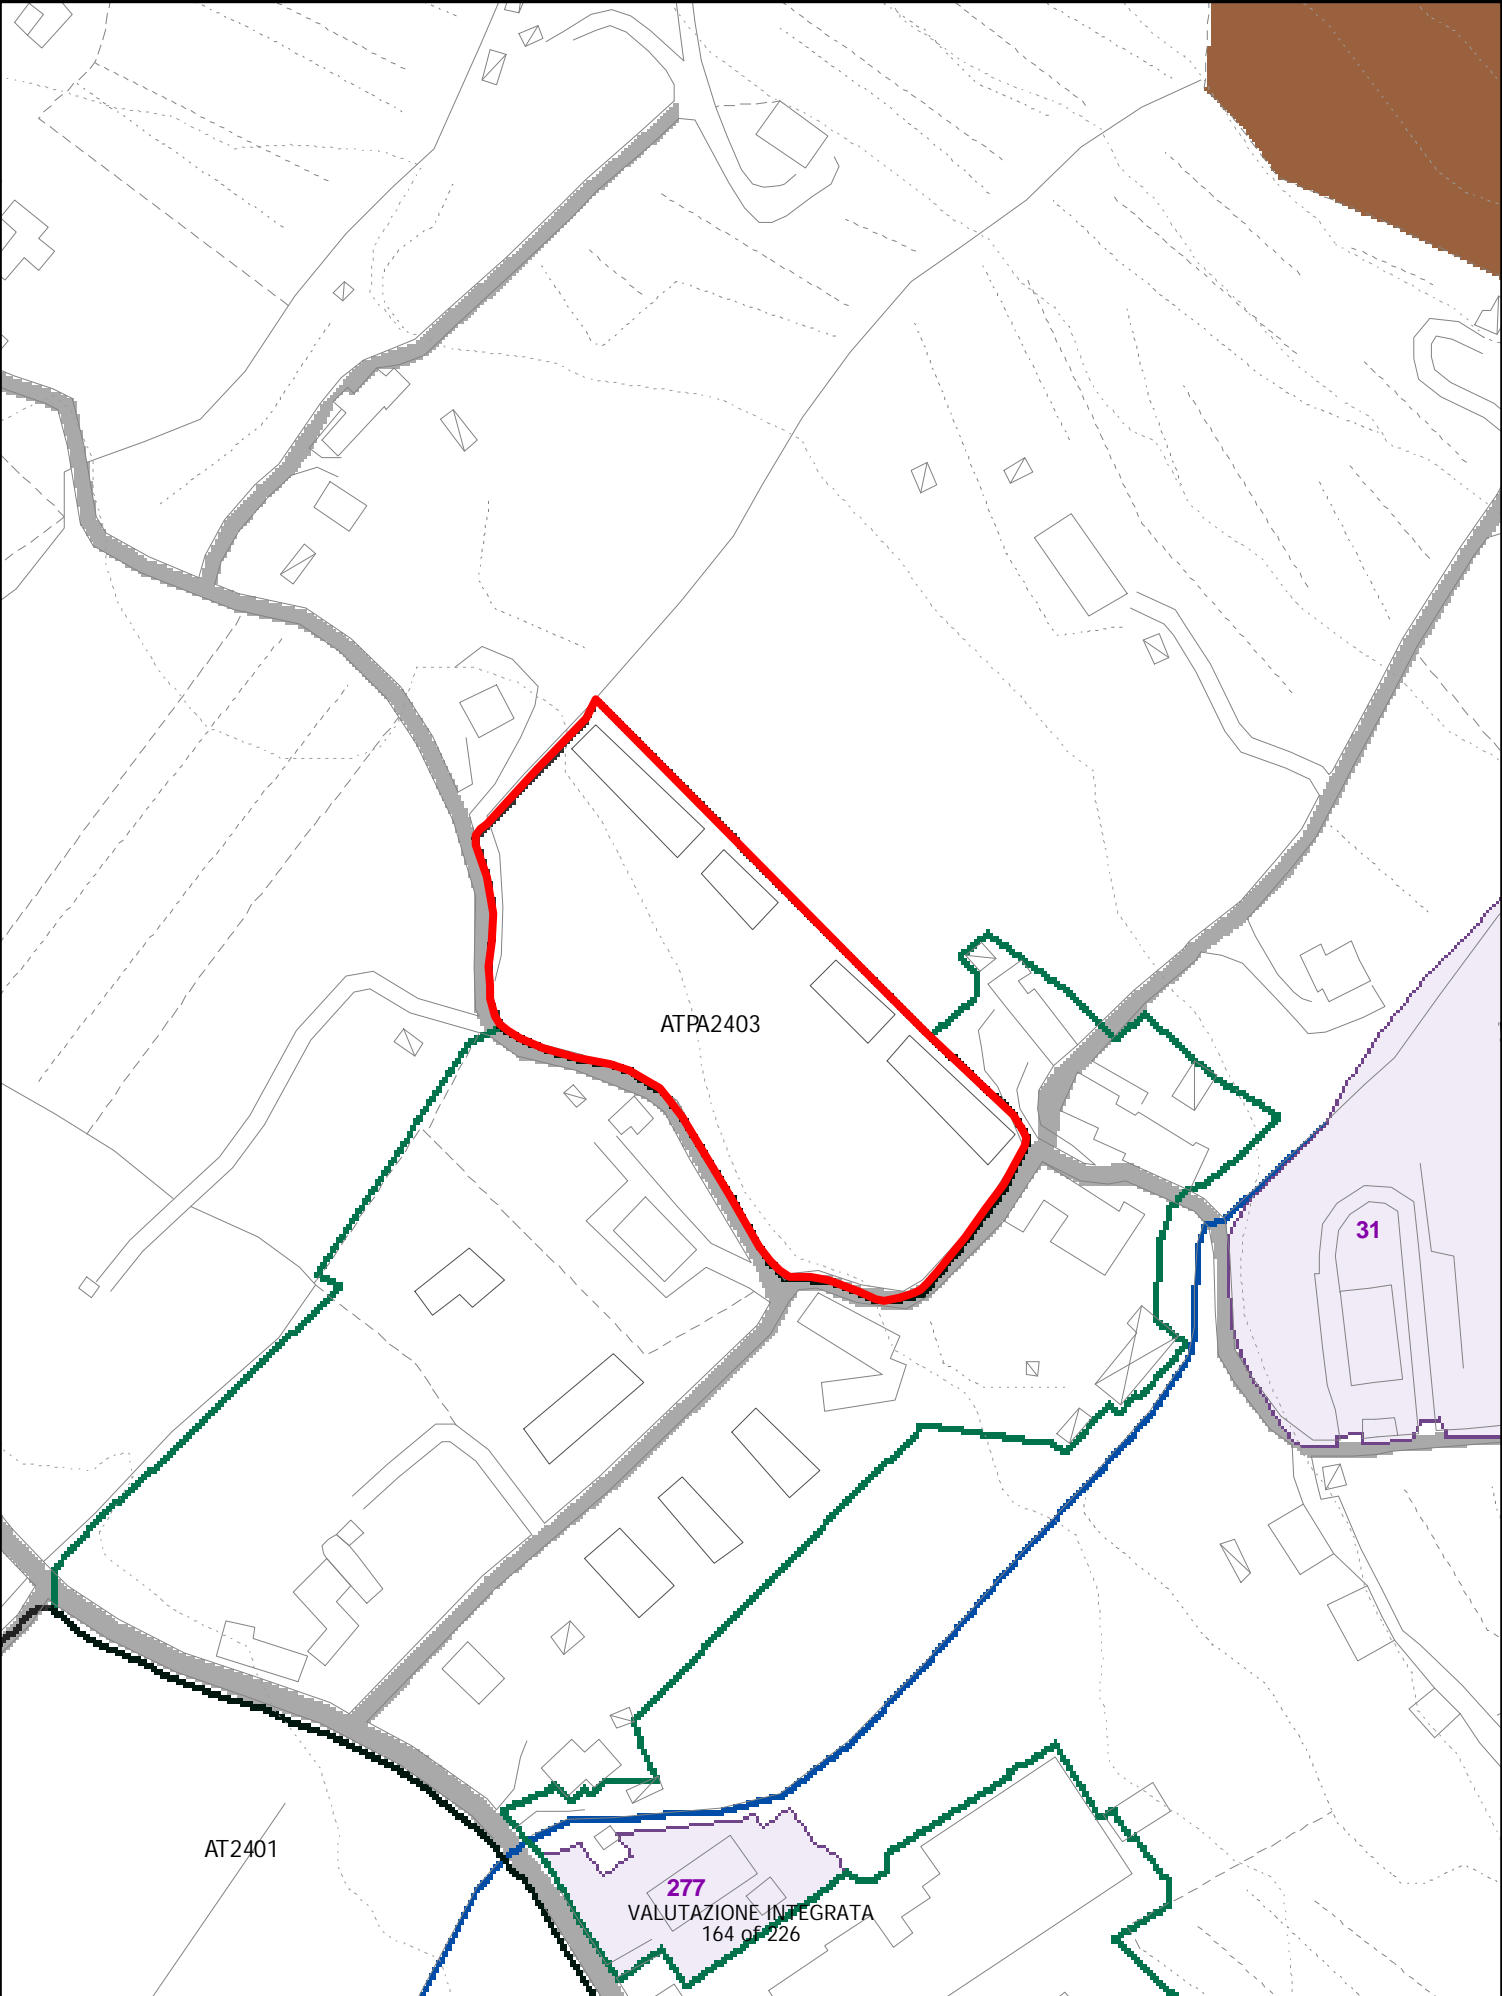 ATPA2403
31
AT2401
277
VALUTAZIONE INTEGRATA
164 of 226